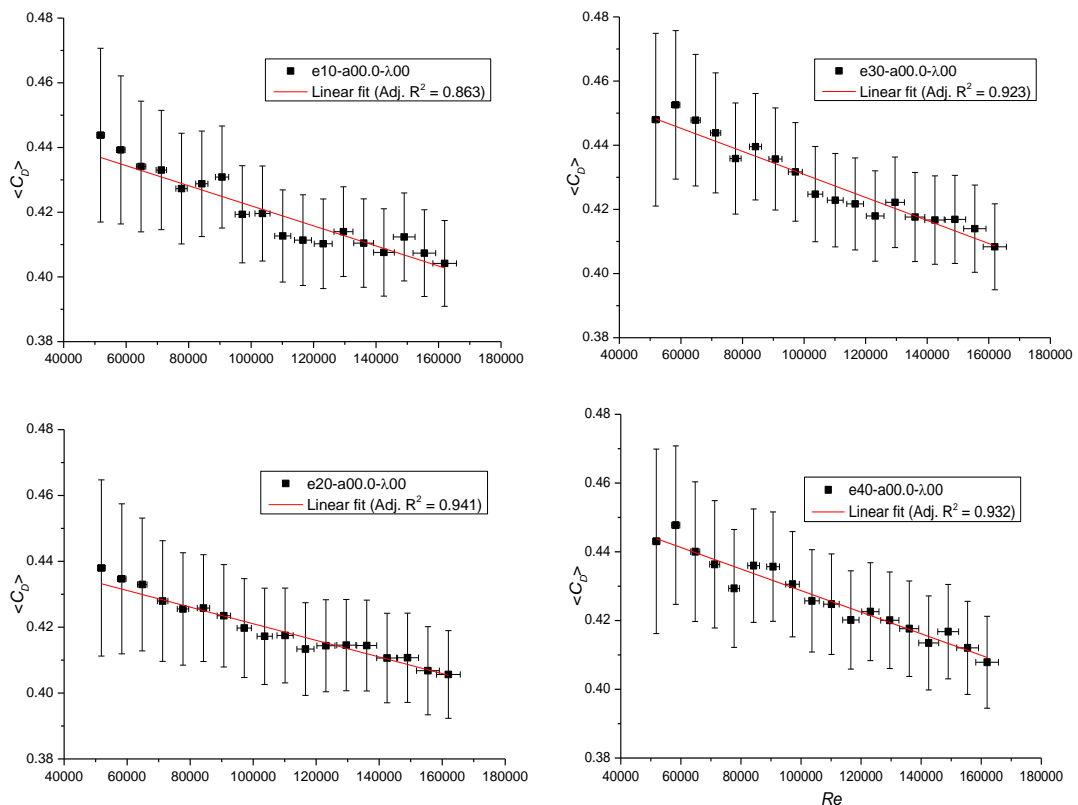 0.48
0.46
0.44
0.42
0.40
0.38
<C_D>
e10-a00.0-λ00
Linear fit (Adj. R² = 0.863)
40000 60000 80000 100000 120000 140000 160000 180000
0.48
0.46
0.44
0.42
0.40
0.38
<C_D>
e30-a00.0-λ00
Linear fit (Adj. R² = 0.923)
40000 60000 80000 100000 120000 140000 160000 180000
0.48
0.46
0.44
0.42
0.40
0.38
<C_D>
e20-a00.0-λ00
Linear fit (Adj. R² = 0.941)
40000 60000 80000 100000 120000 140000 160000 180000
0.48
0.46
0.44
0.42
0.40
0.38
<C_D>
e40-a00.0-λ00
Linear fit (Adj. R² = 0.932)
40000 60000 80000 100000 120000 140000 160000 180000
Re